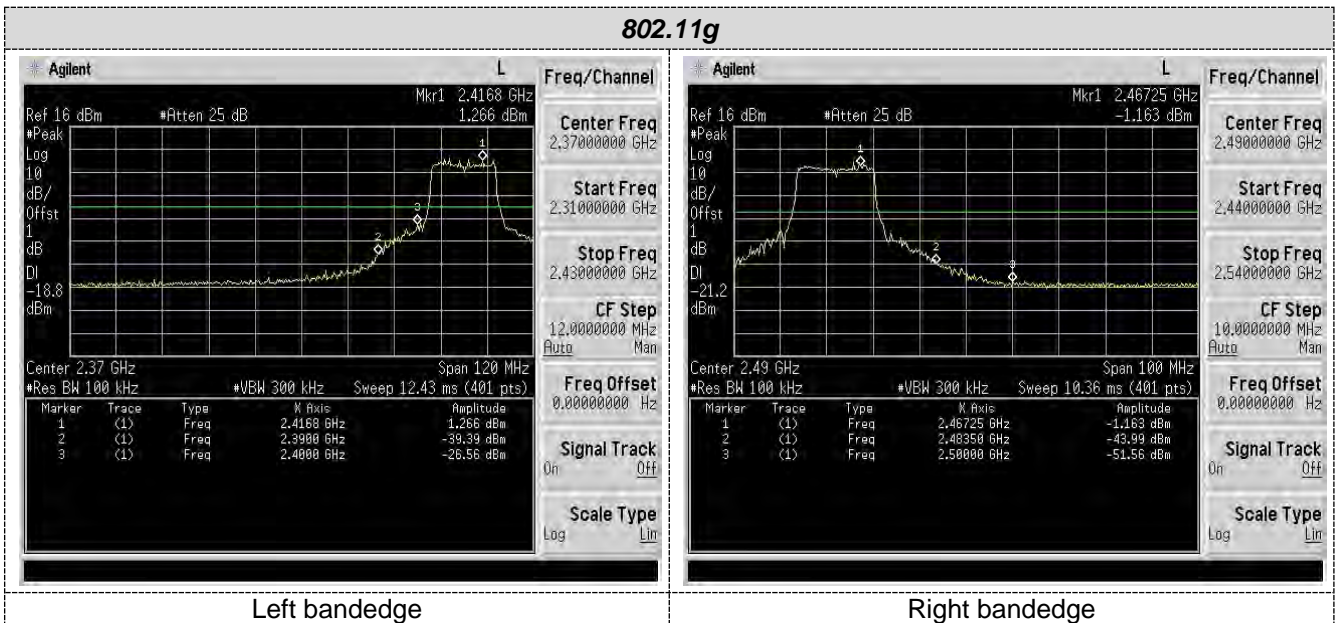 802.11g
Agilent L
Mkr1 2.4168 GHz
Ref 16 dBm #Atten 25 dB 1.266 dBm
#Peak
Log
10
dB/
Offst
1
dB
DI
-18.8
dBm
1
2
3
Center 2.37 GHz Span 120 MHz
#Res BW 100 kHz #VBW 300 kHz Sweep 12.43 ms (401 pts)
Marker Trace Type X Axis Amplitude
1 (1) Freq 2.4168 GHz 1.266 dBm
2 (1) Freq 2.3900 GHz -39.39 dBm
3 (1) Freq 2.4000 GHz -26.56 dBm
Freq/Channel
Center Freq
2.37000000 GHz
Start Freq
2.31000000 GHz
Stop Freq
2.43000000 GHz
CF Step
12.0000000 MHz
Auto Man
Freq Offset
0.00000000 Hz
Signal Track
On Off
Scale Type
Log Lin
Left bandedge
Agilent L
Mkr1 2.46725 GHz
Ref 16 dBm #Atten 25 dB -1.163 dBm
#Peak
Log
10
dB/
Offst
1
dB
DI
-21.2
dBm
1
2
3
Center 2.49 GHz Span 100 MHz
#Res BW 100 kHz #VBW 300 kHz Sweep 10.36 ms (401 pts)
Marker Trace Type X Axis Amplitude
1 (1) Freq 2.46725 GHz -1.163 dBm
2 (1) Freq 2.48350 GHz -43.99 dBm
3 (1) Freq 2.50000 GHz -51.56 dBm
Freq/Channel
Center Freq
2.49000000 GHz
Start Freq
2.44000000 GHz
Stop Freq
2.54000000 GHz
CF Step
10.0000000 MHz
Auto Man
Freq Offset
0.00000000 Hz
Signal Track
On Off
Scale Type
Log Lin
Right bandedge